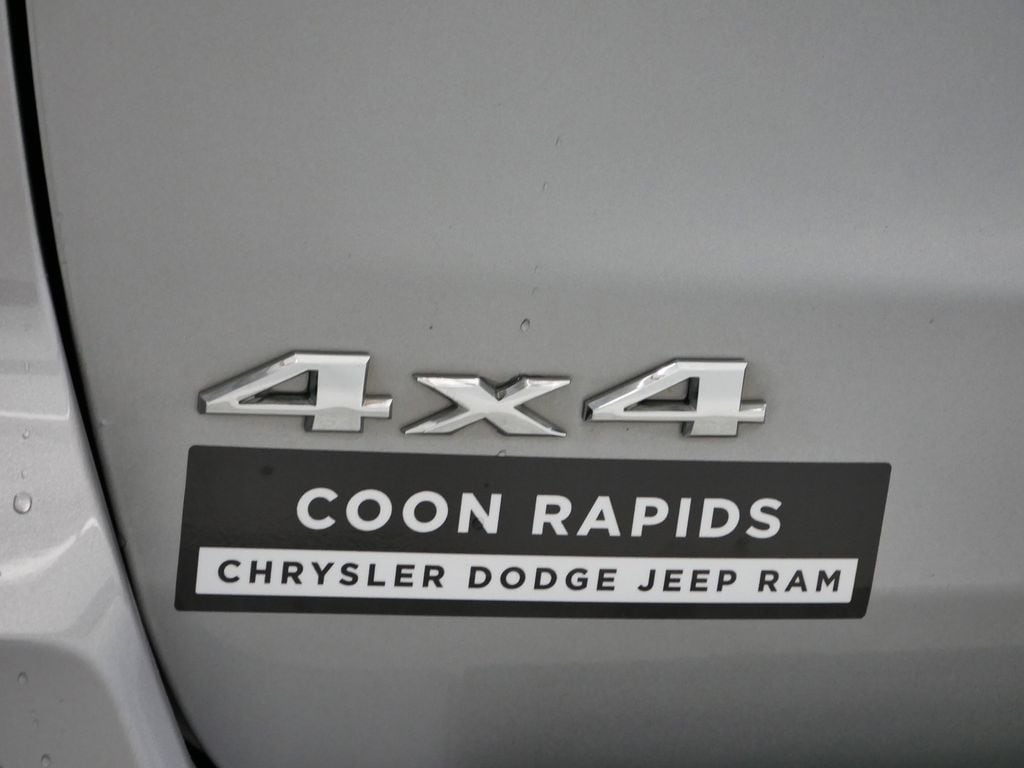 4x4
COON RAPIDS
CHRYSLER DODGE JEEP RAM